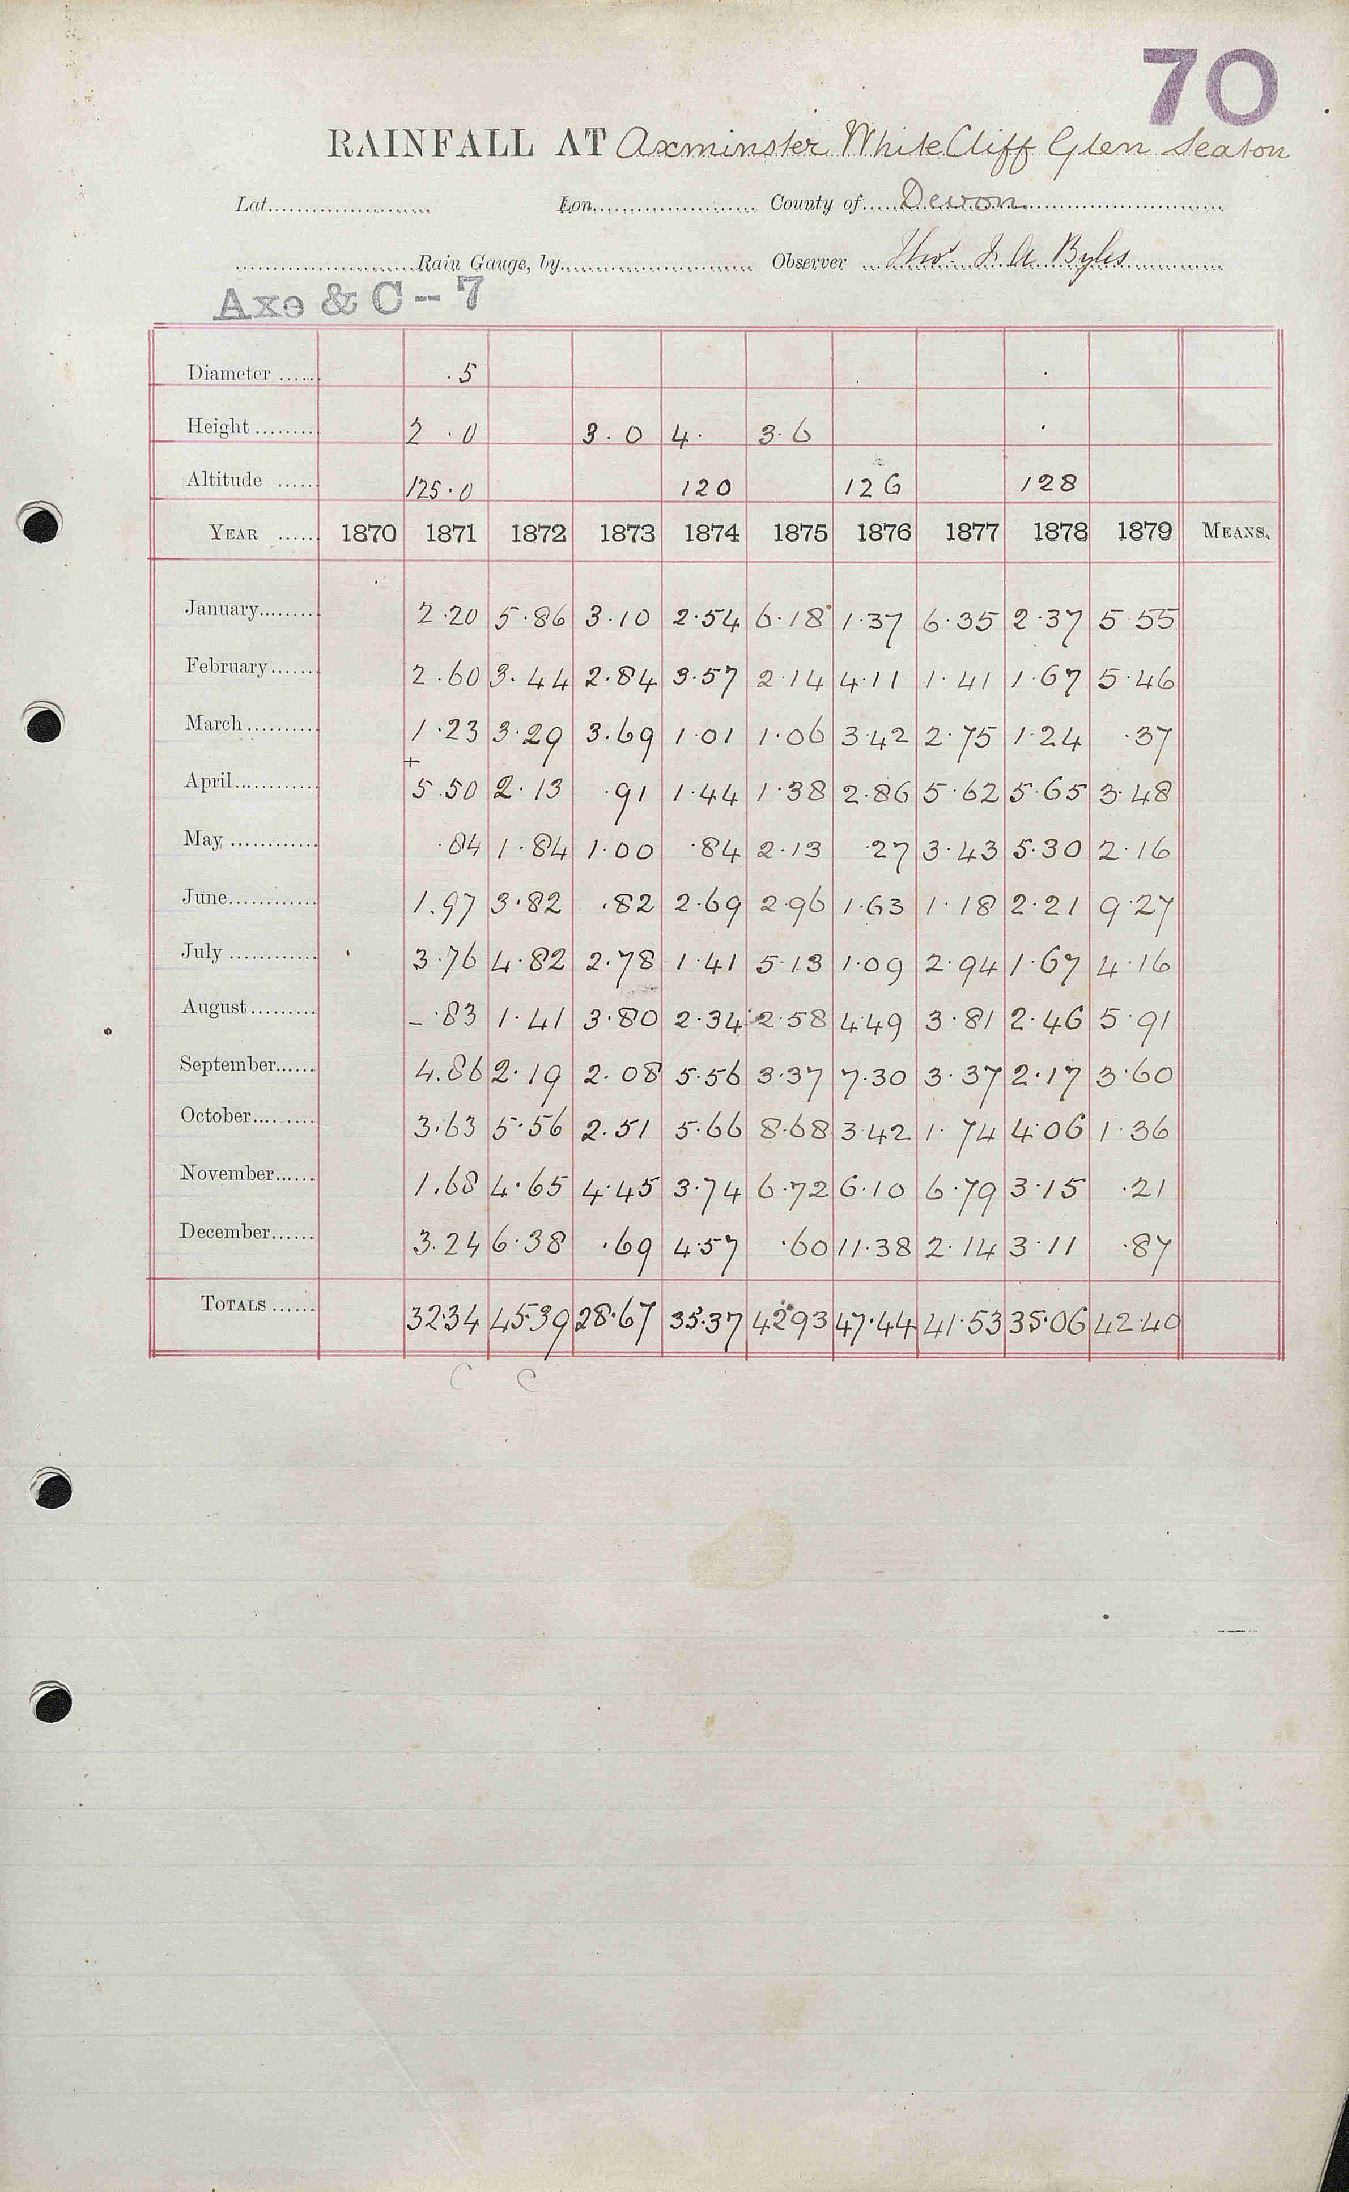 70
RAINFALL AT Axminster White Cliff Glen Seaton
Lat. Lon. County of Devon
Rain Gauge, by Observer Thos J. A Byles
Axe & C - 7
Diameter ·5
Height 2·0 3·0 4· 3·6
Altitude 125·0 120 126 128
YEAR 1870 1871 1872 1873 1874 1875 1876 1877 1878 1879 MEANS.
January 2·20 5·86 3·10 2·54 6·18 1·37 6·35 2·37 5·55
February 2·60 3·44 2·84 3·57 2·14 4·11 1·41 1·67 5·46
March 1·23 3·29 3·69 1·01 1·06 3·42 2·75 1·24 ·37
April + 5·50 2·13 ·91 1·44 1·38 2·86 5·62 5·65 3·48
May ·84 1·84 1·00 ·84 2·13 ·27 3·43 5·30 2·16
June 1·97 3·82 ·82 2·69 2·96 1·63 1·18 2·21 9·27
July 3·76 4·82 2·78 1·41 5·13 1·09 2·94 1·67 4·16
August – ·83 1·41 3·80 2·34 2·58 4·49 3·81 2·46 5·91
September 4·86 2·19 2·08 5·56 3·37 7·30 3·37 2·17 3·60
October 3·63 5·56 2·51 5·66 8·68 3·42 1·74 4·06 1·36
November 1·68 4·65 4·45 3·74 6·72 6·10 6·79 3·15 ·21
December 3·24 6·38 ·69 4·57 ·60 11·38 2·14 3·11 ·87
TOTALS 32·34 45·39 28·67 35·37 42·93 47·44 41·53 35·06 42·40
C C